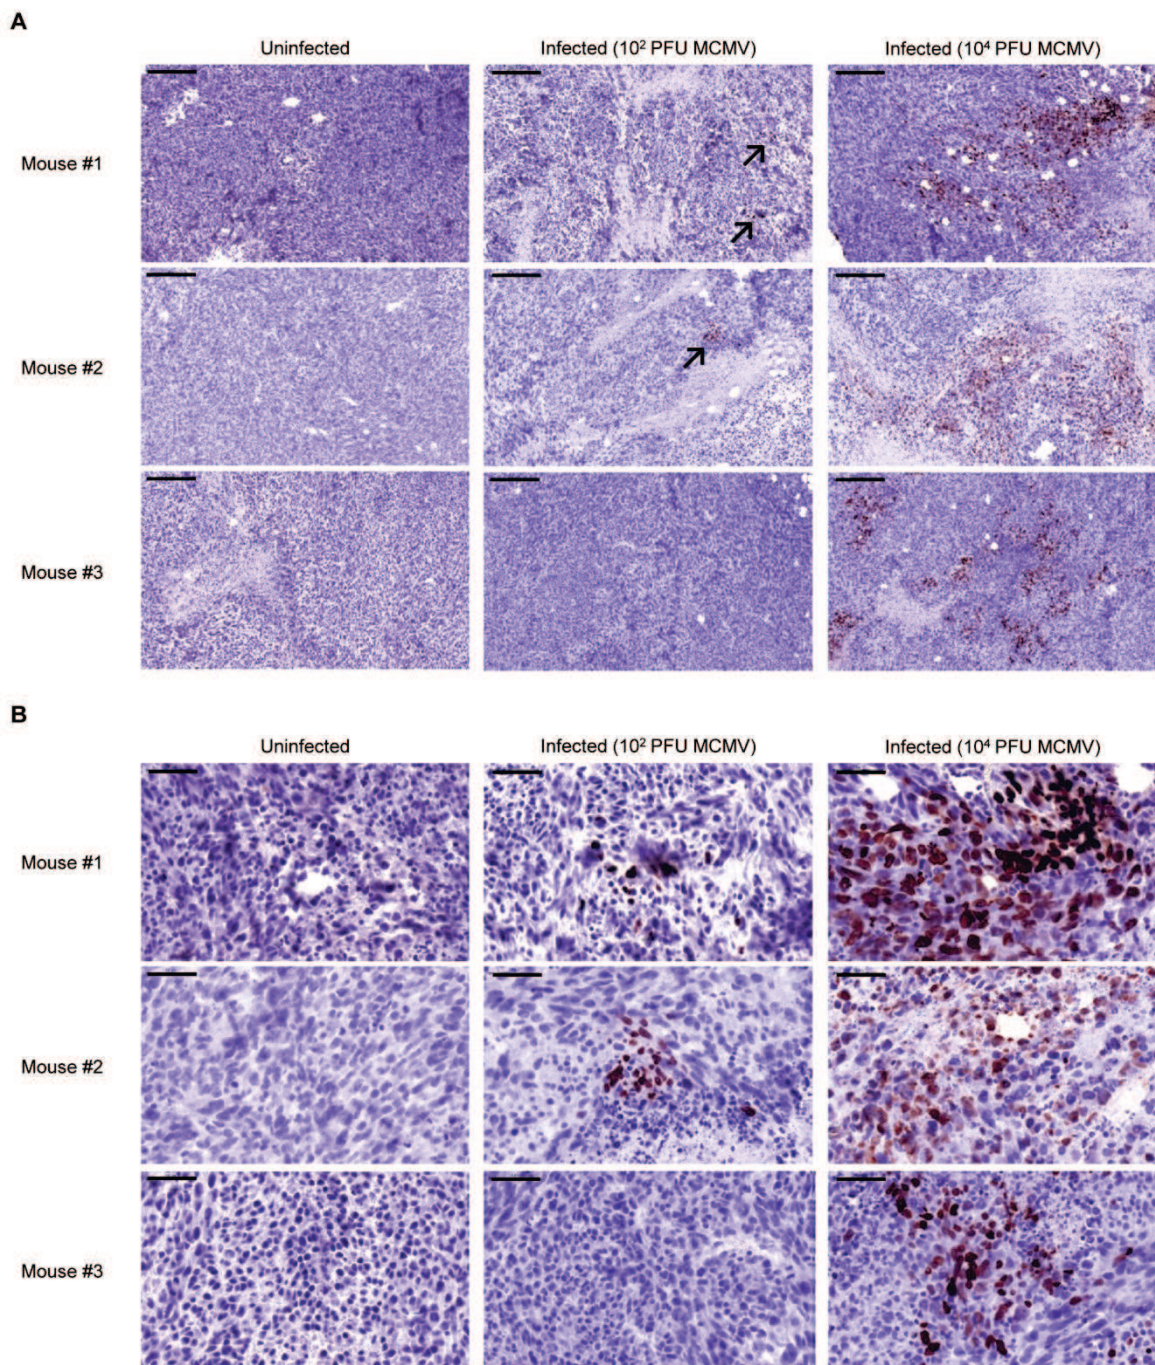 A
Uninfected
Infected (10² PFU MCMV)
Infected (10⁴ PFU MCMV)
Mouse #1
Mouse #2
Mouse #3
B
Uninfected
Infected (10² PFU MCMV)
Infected (10⁴ PFU MCMV)
Mouse #1
Mouse #2
Mouse #3